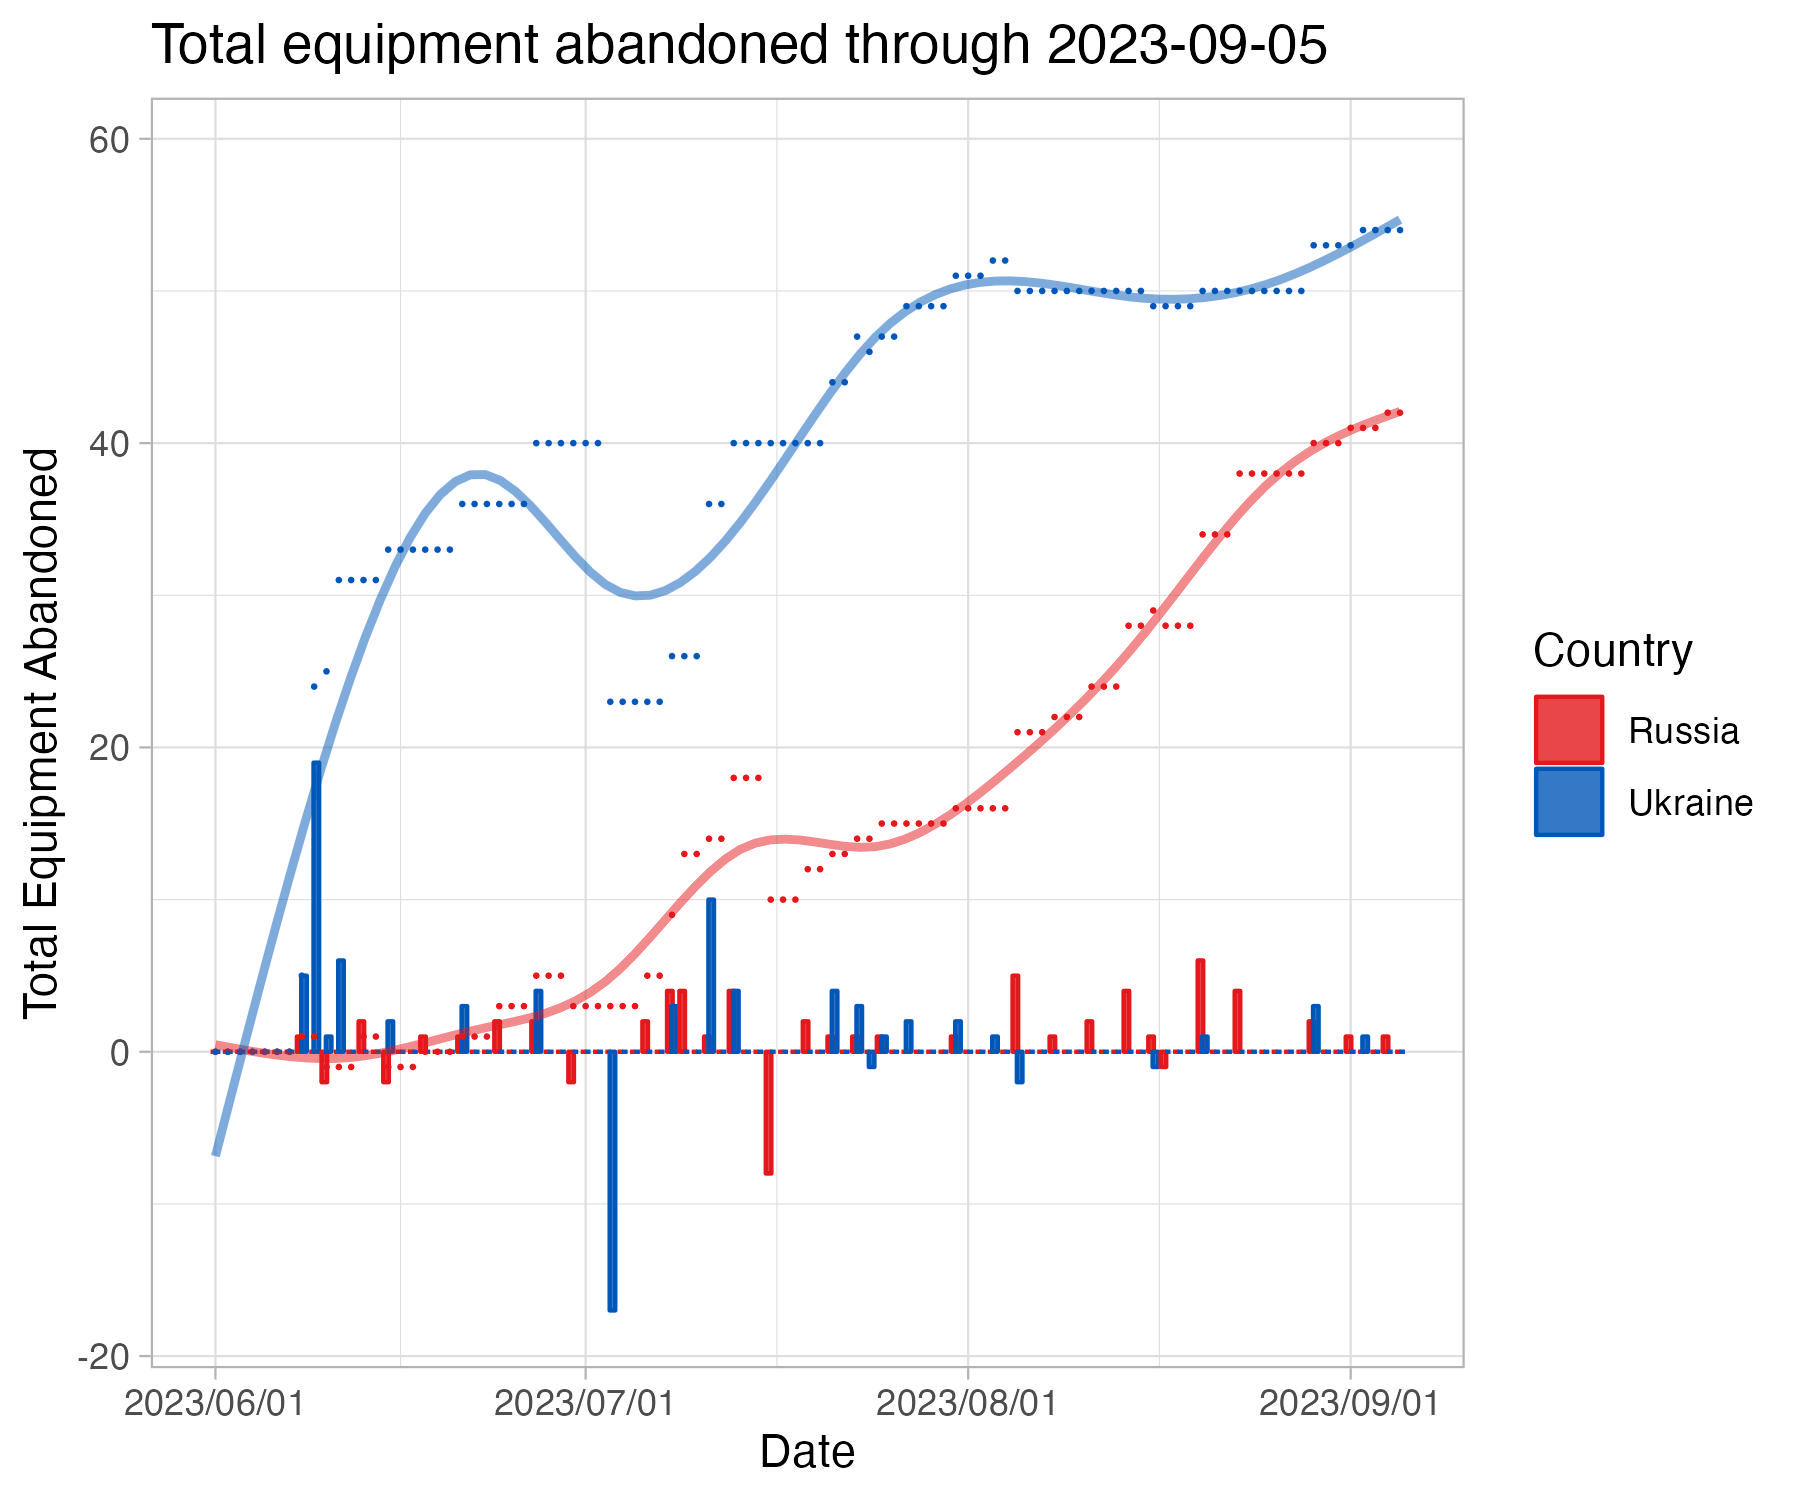 Total equipment abandoned through 2023-09-05
Total Equipment Abandoned
60
40
20
0
-20
2023/06/01
2023/07/01
2023/08/01
2023/09/01
Date
Country
Russia
Ukraine